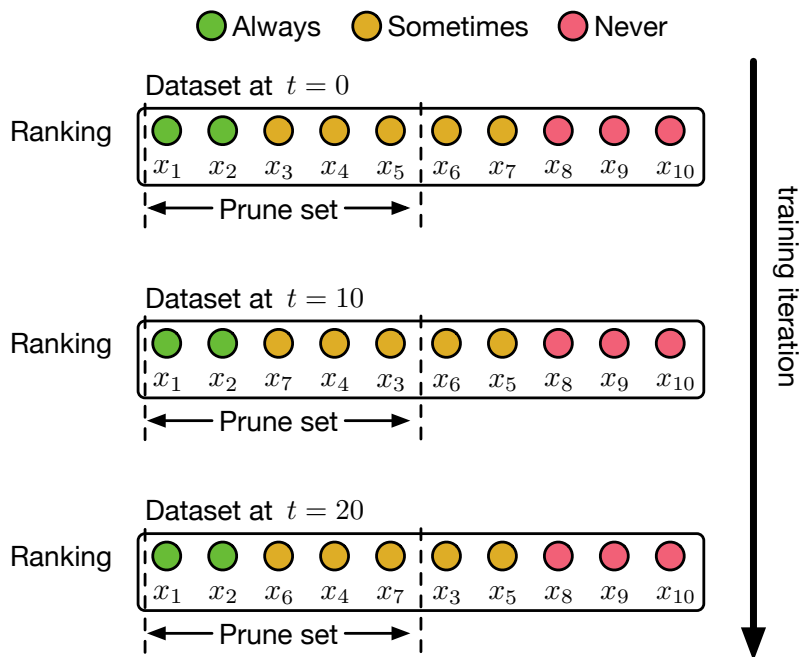 Always Sometimes Never
Dataset at t = 0
Ranking
x₁ x₂ x₃ x₄ x₅ x₆ x₇ x₈ x₉ x₁₀
Prune set
Dataset at t = 10
Ranking
x₁ x₂ x₇ x₄ x₃ x₆ x₅ x₈ x₉ x₁₀
Prune set
Dataset at t = 20
Ranking
x₁ x₂ x₆ x₄ x₇ x₃ x₅ x₈ x₉ x₁₀
Prune set
training iteration